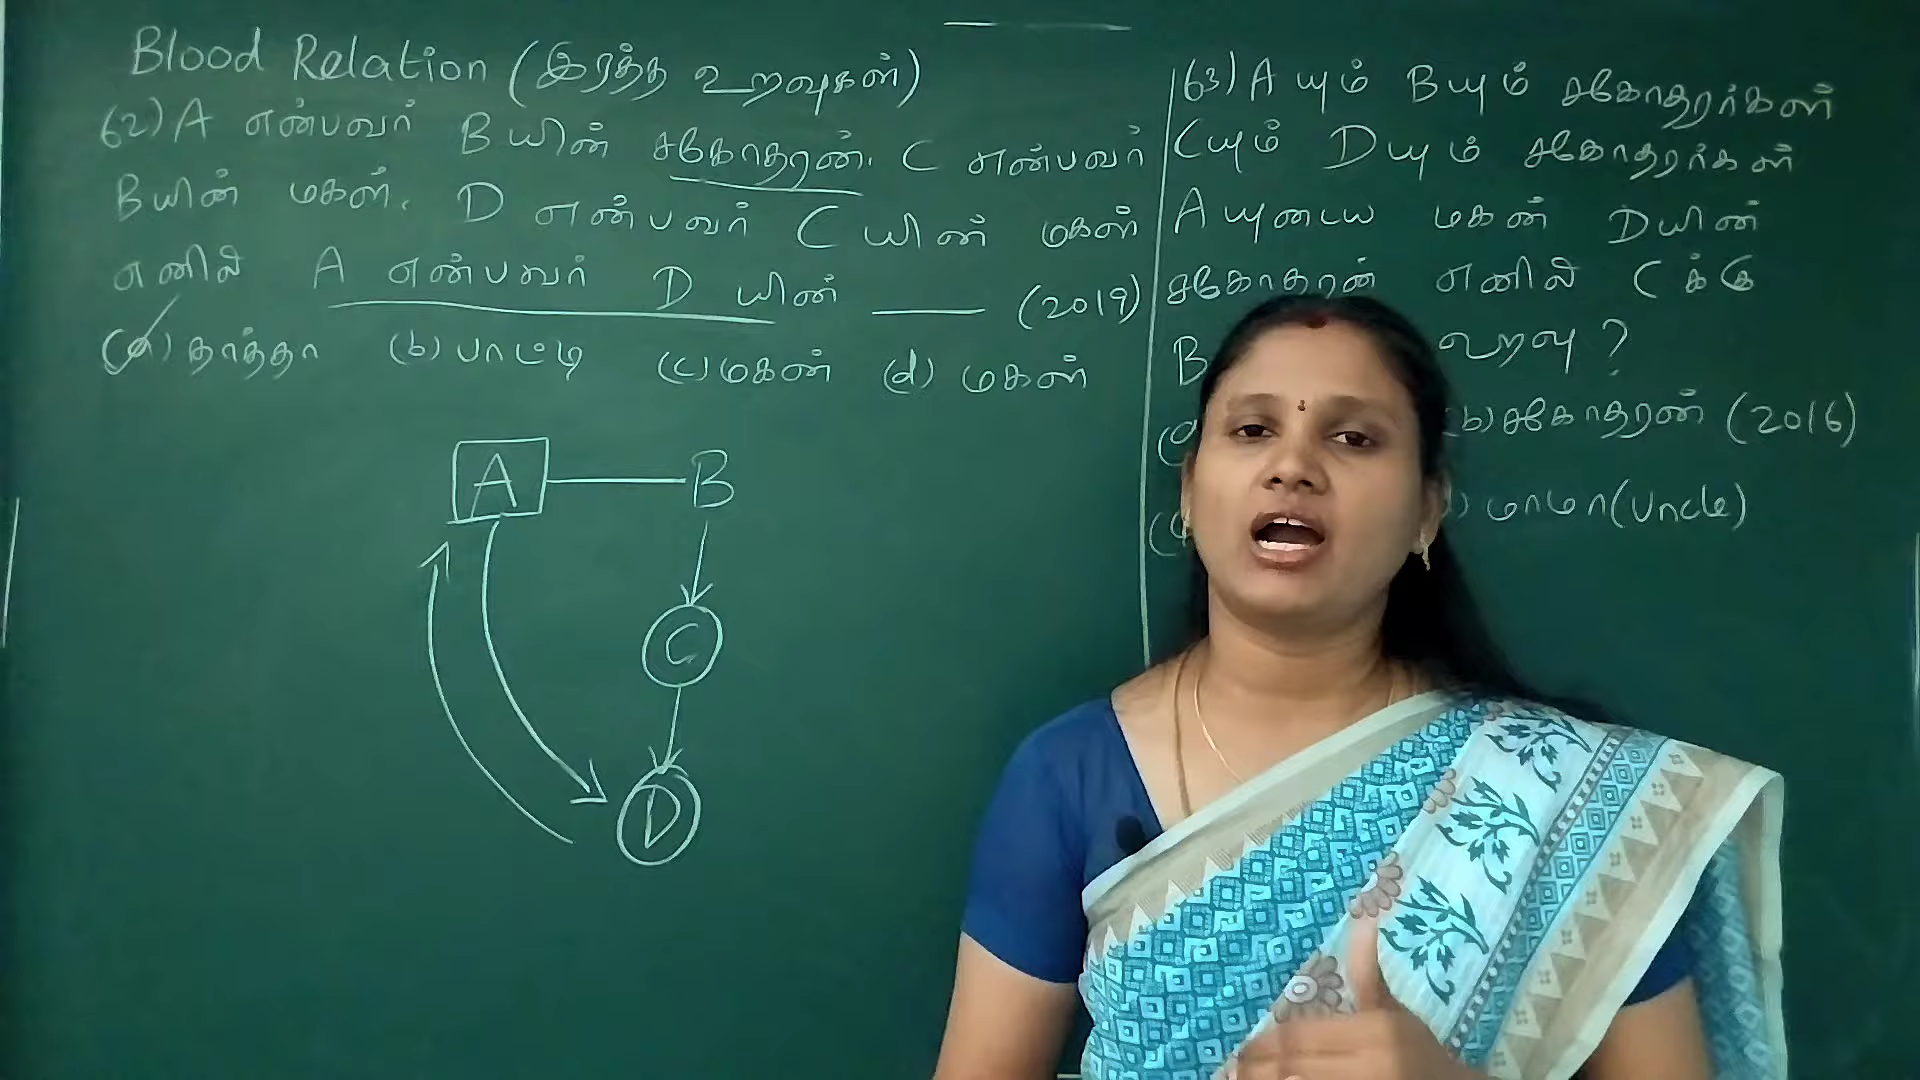 Blood Relation (இரத்த உறவுகள்)
62) A என்பவர் B யின் சகோதரன். C என்பவர்
B யின் மகள். D என்பவர் C யின் மகள்
எனில் A என்பவர் D யின் ____ (2019)
(a) தாத்தா (b) பாட்டி (c) மகன் (d) மகள்
A B
C
D
63) A யும் B யும் சகோதரர்கள்
C யும் D யும் சகோதரர்கள்
A யுடைய மகன் D யின்
சகோதரன் எனில் C க்கு
B உறவு?
(b) சகோதரன் (2016)
) மாமா (Uncle)